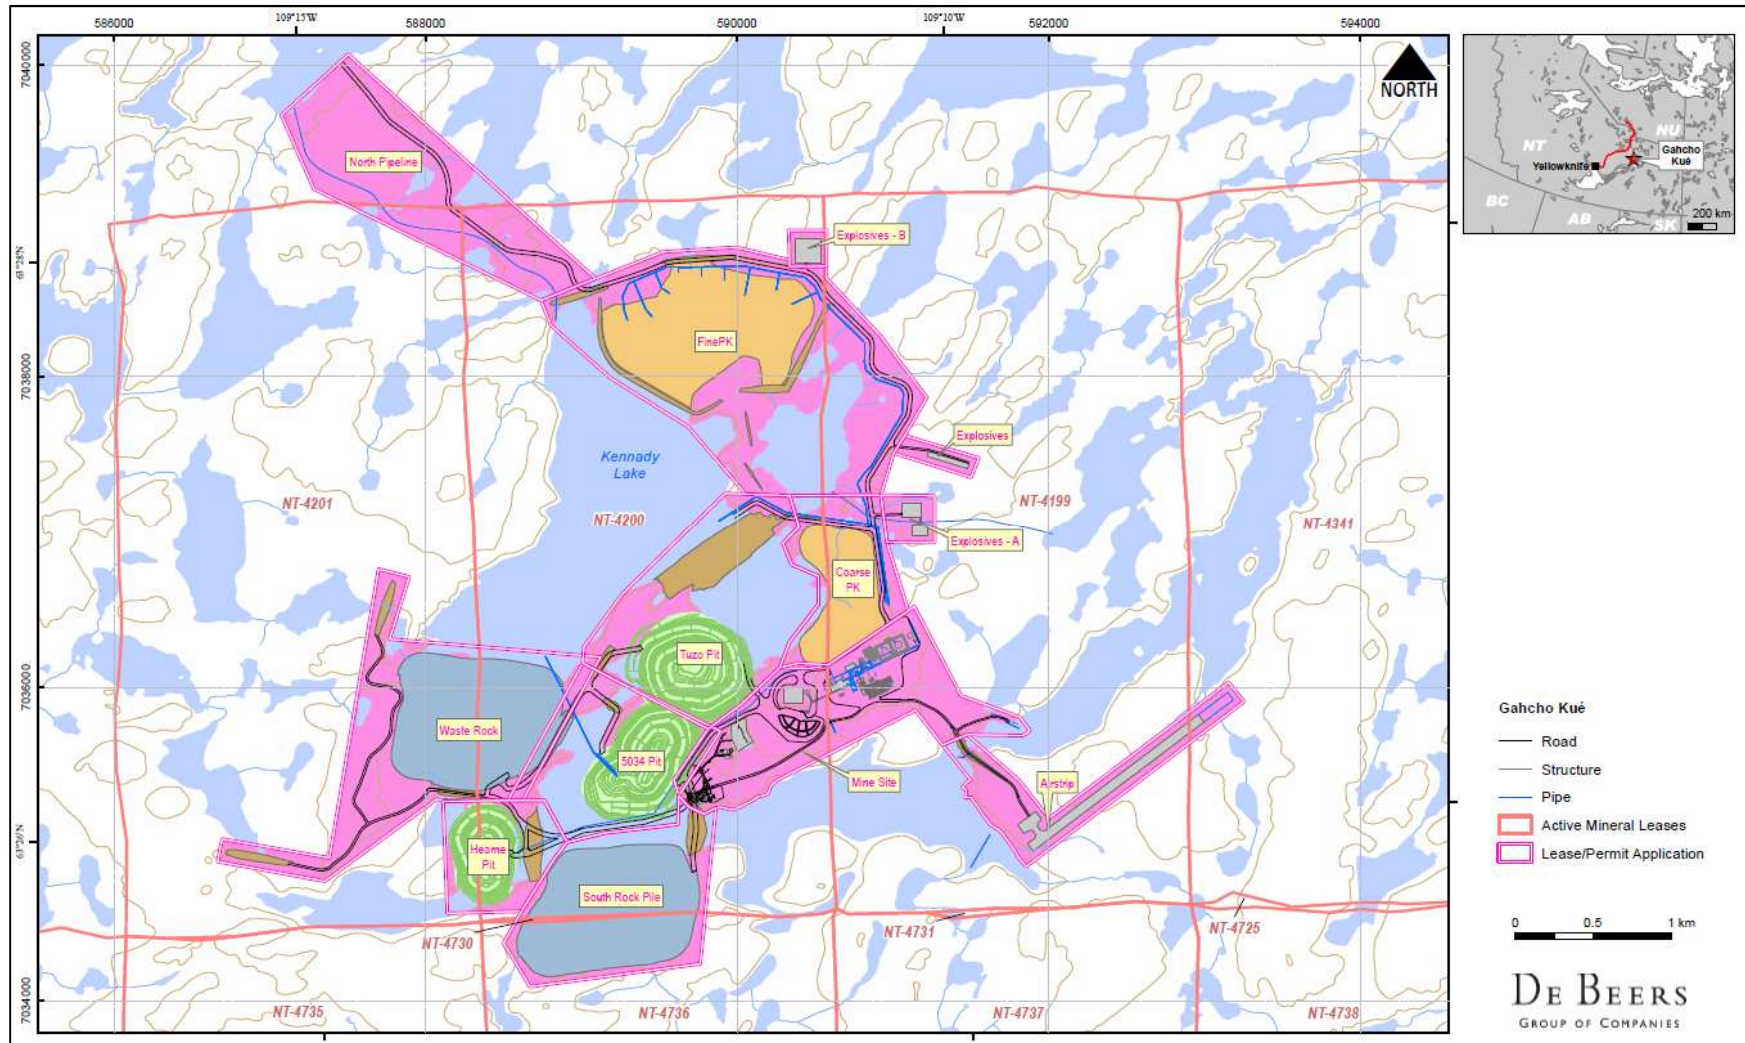 586000
109°15'W
588000
590000
109°10'W
592000
594000
7040000
NORTH
NT
NU
Gahcho
Kué
Yellowknife
BC
AB
SK
200 km
North Pipeline
Explosives - B
63°28'N
FinePK
7038000
Explosives
Kennady
Lake
NT-4201
NT-4200
NT-4199
NT-4341
Explosives - A
Coarse
PK
Tuzo Pit
7036000
Waste Rock
5034 Pit
Mine Site
Airstrip
Hearne
Pit
63°26'N
South Rock Pile
NT-4730
NT-4731
NT-4725
7034000
NT-4735
NT-4736
NT-4737
NT-4738
Gahcho Kué
Road
Structure
Pipe
Active Mineral Leases
Lease/Permit Application
0 0.5 1 km
DE BEERS
GROUP OF COMPANIES